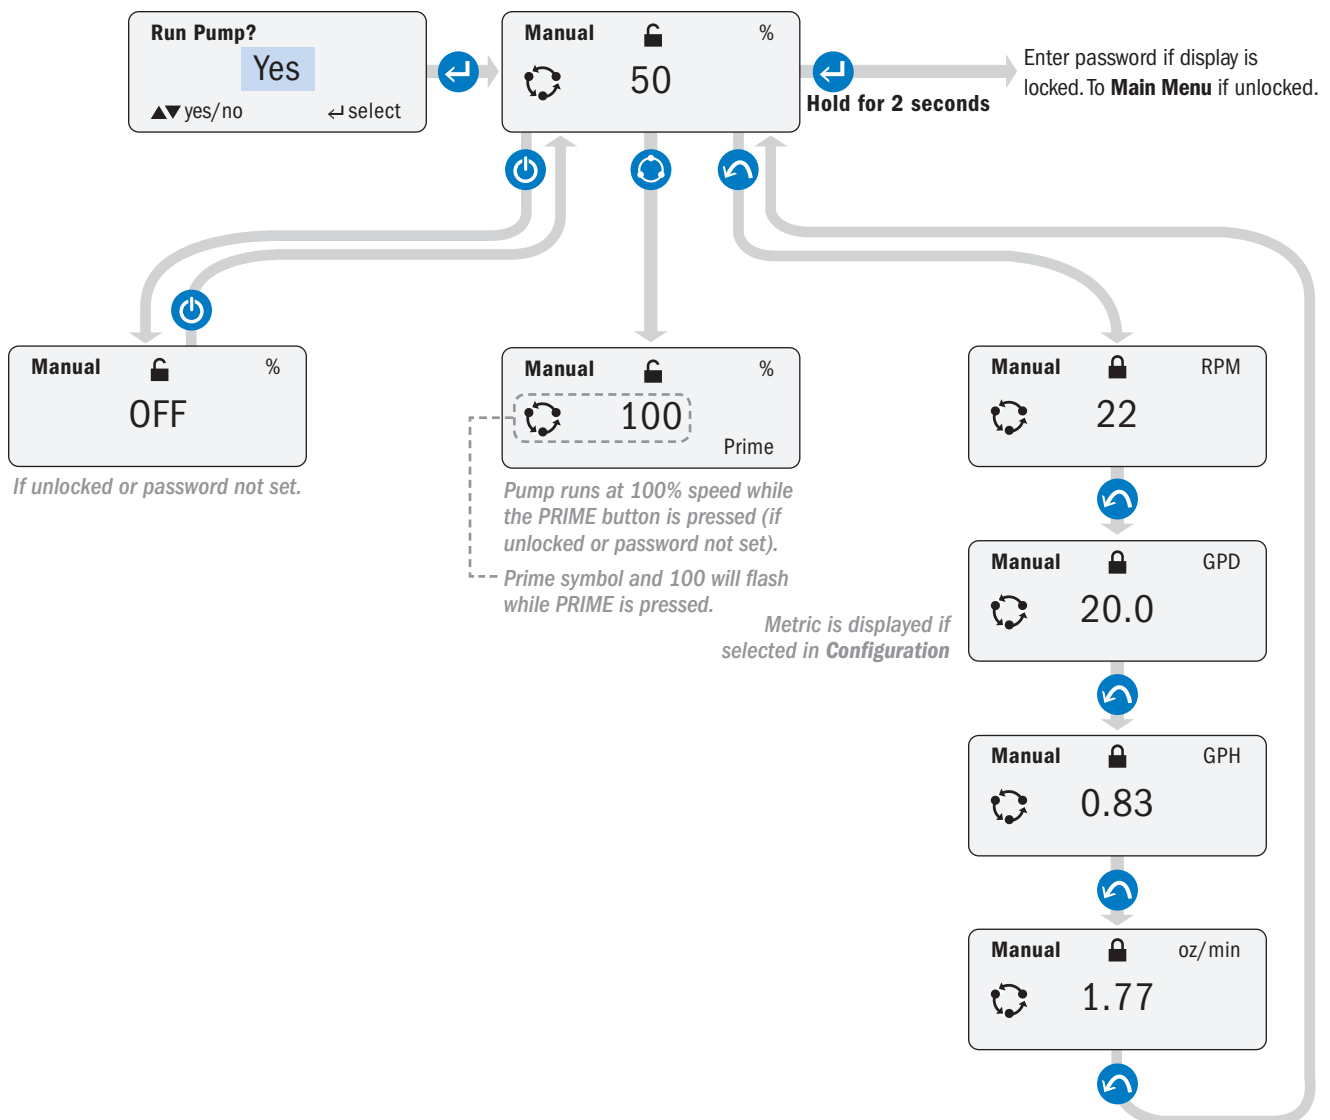 Run Pump?
Yes
▲▼ yes/no ↵ select
Manual %
50
Hold for 2 seconds
Enter password if display is
locked. To Main Menu if unlocked.
Manual %
OFF
If unlocked or password not set.
Manual %
100
Prime
Pump runs at 100% speed while
the PRIME button is pressed (if
unlocked or password not set).
Prime symbol and 100 will flash
while PRIME is pressed.
Manual RPM
22
Metric is displayed if
selected in Configuration
Manual GPD
20.0
Manual GPH
0.83
Manual oz/min
1.77